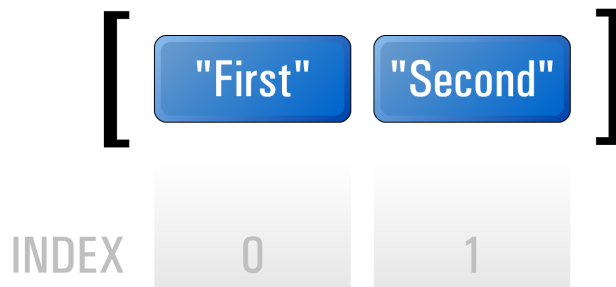 [ "First" "Second" ]
INDEX 0 1